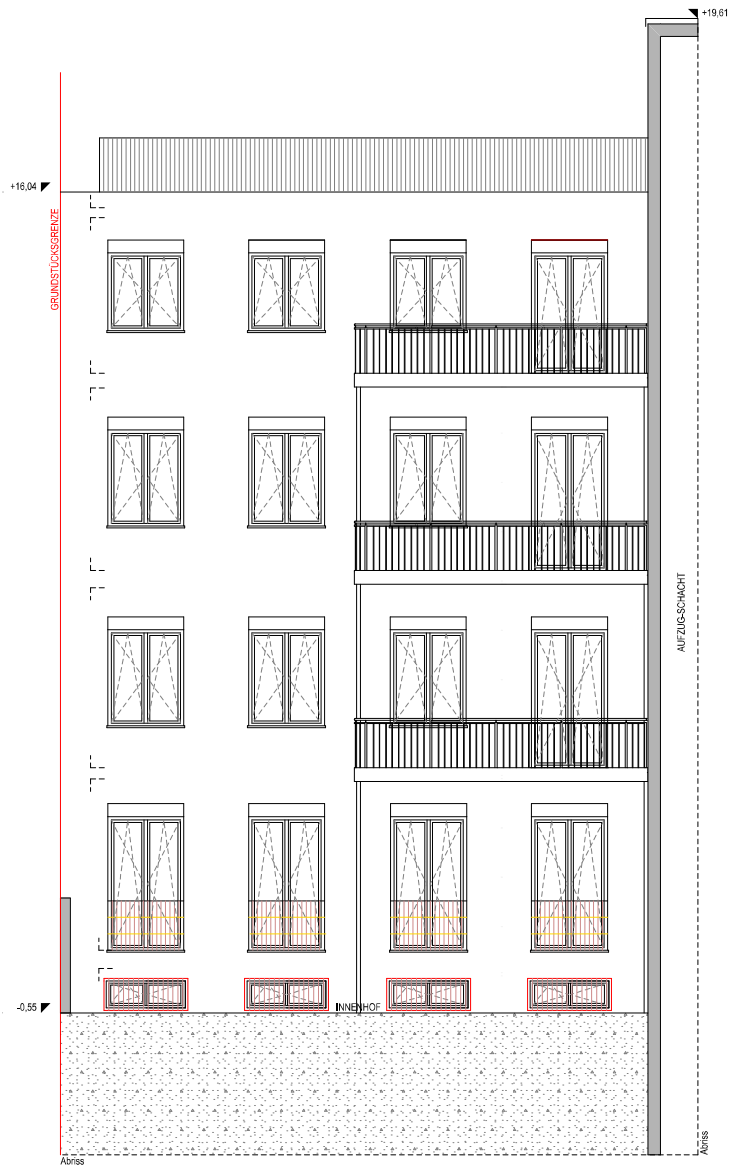 +19,61
+16,04
GRUNDSTÜCKSGRENZE
AUFZUG-SCHACHT
-0,55
INNENHOF
Abriss
Abriss